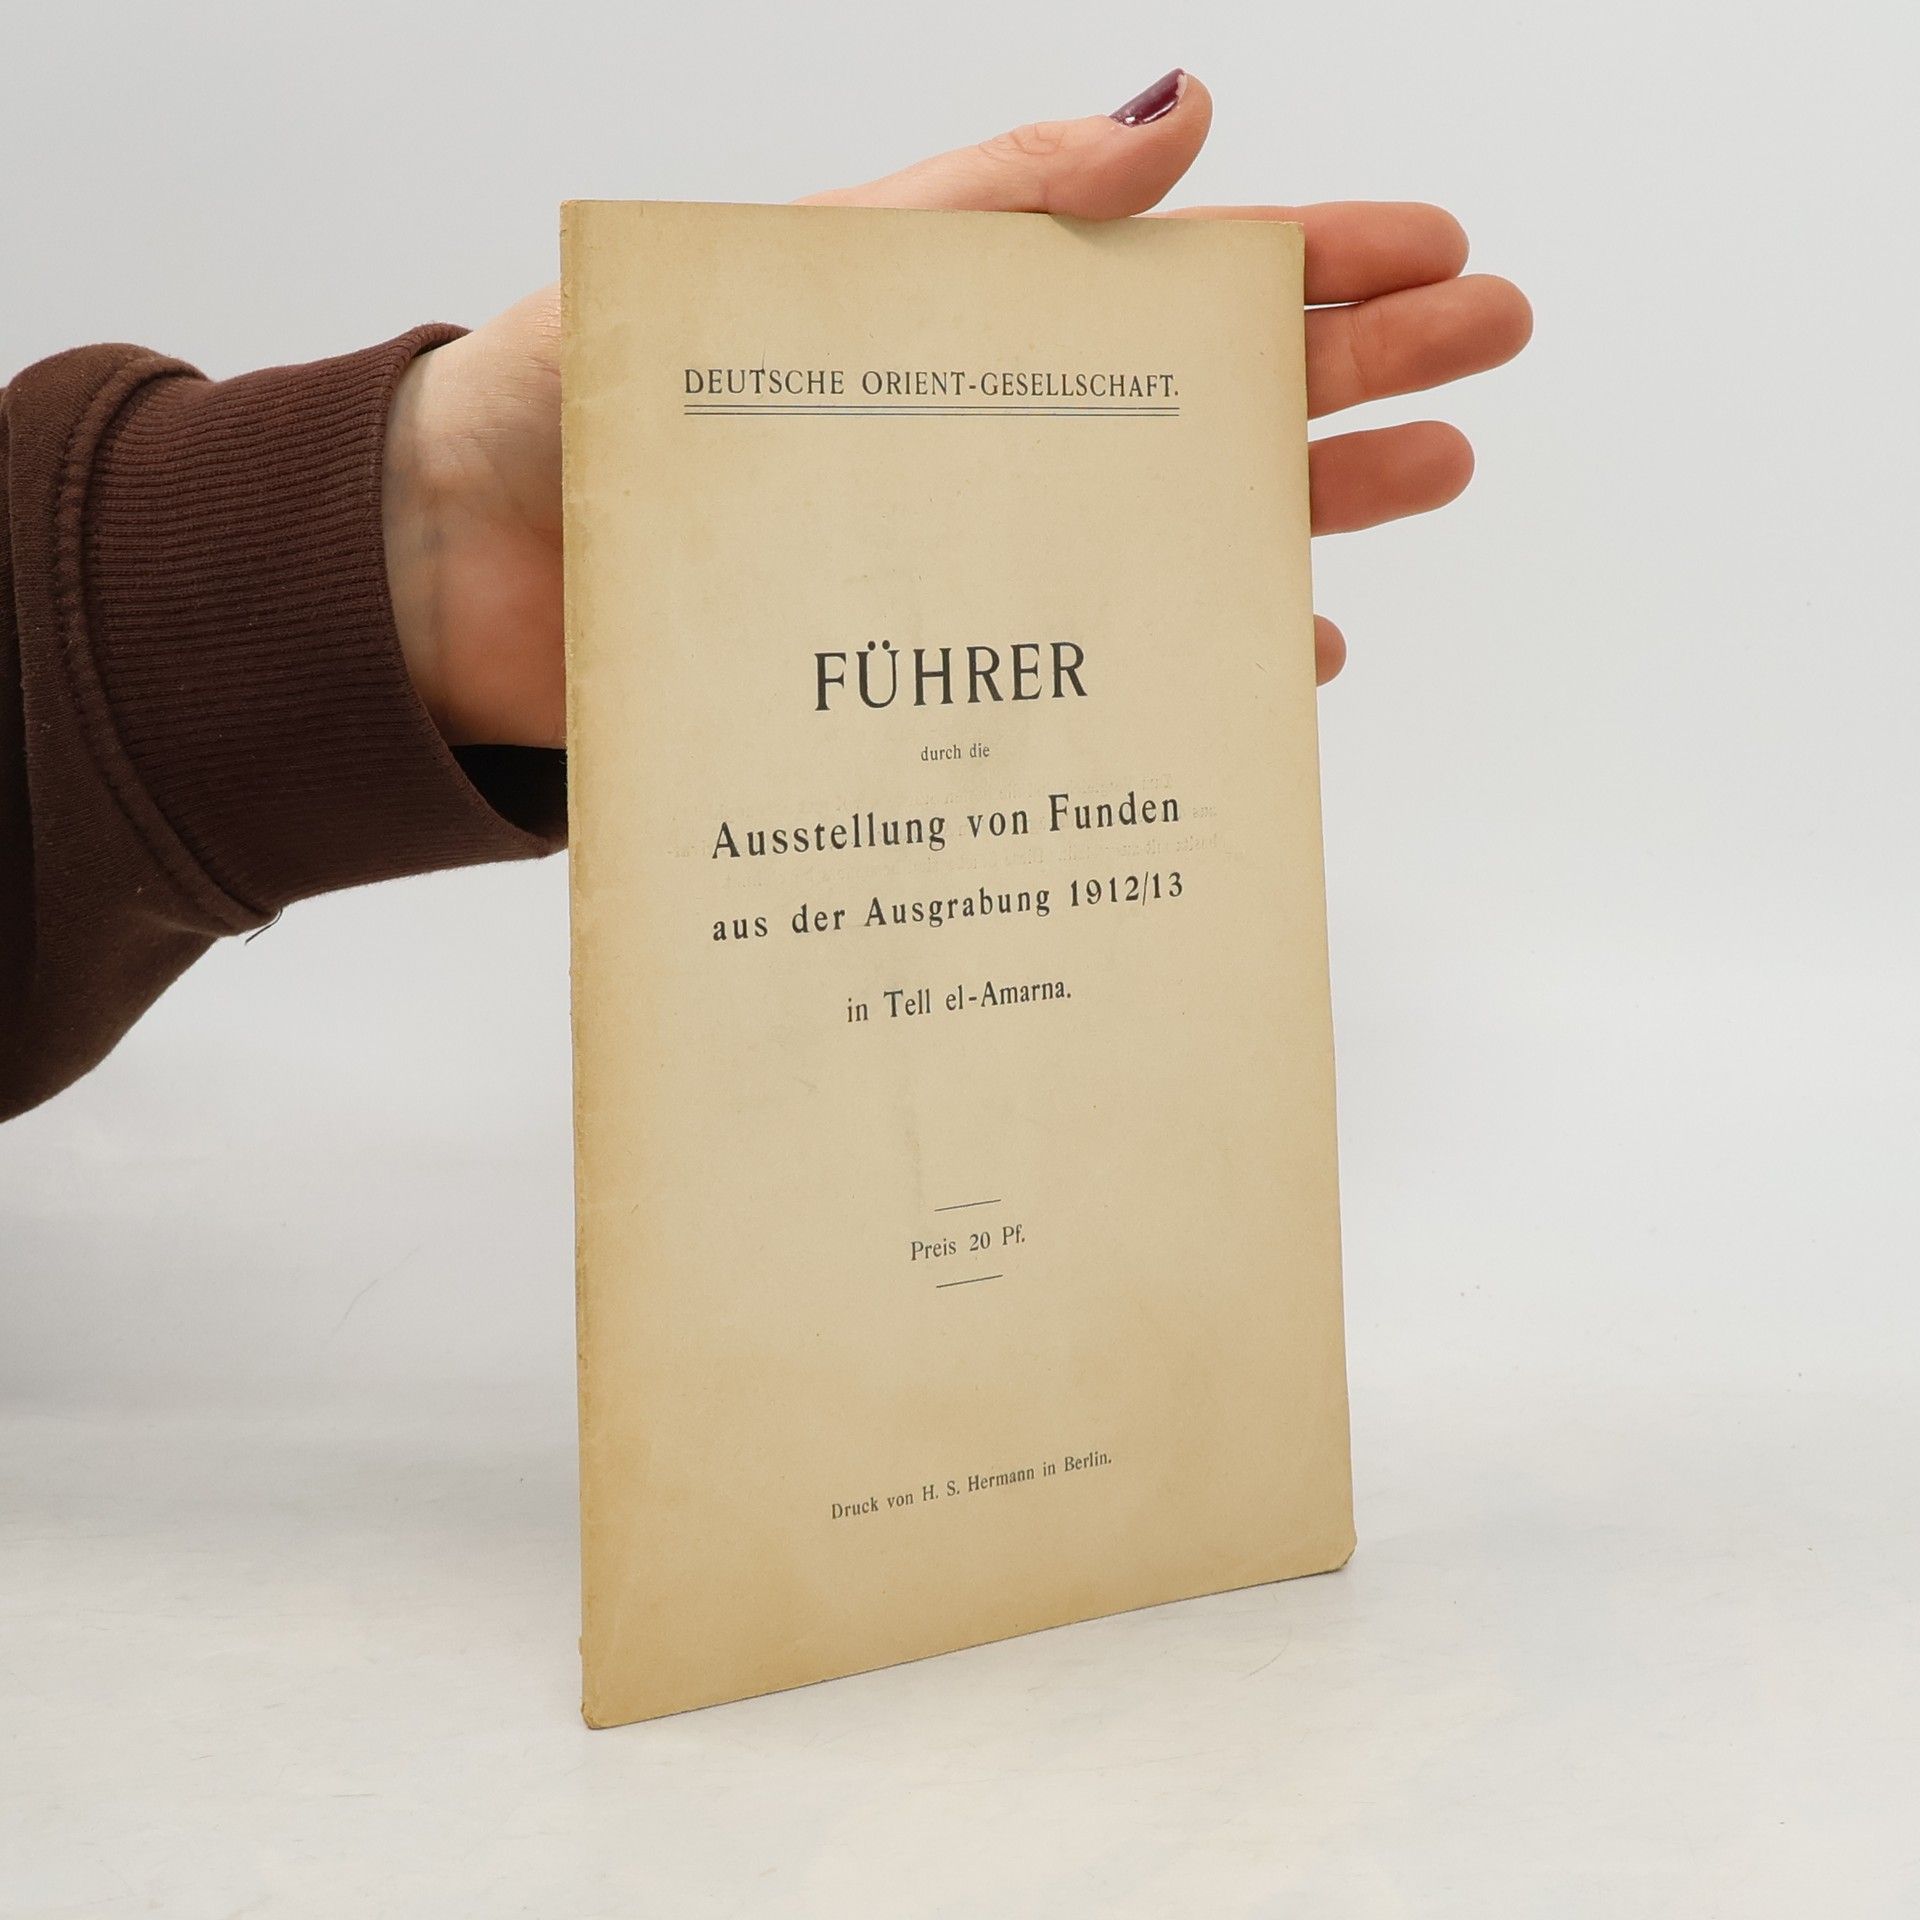 DEUTSCHE ORIENT-GESELLSCHAFT.
FÜHRER
durch die
Ausstellung von Funden
aus der Ausgrabung 1912/13
in Tell el-Amarna.
Preis 20 Pf.
Druck von H. S. Hermann in Berlin.